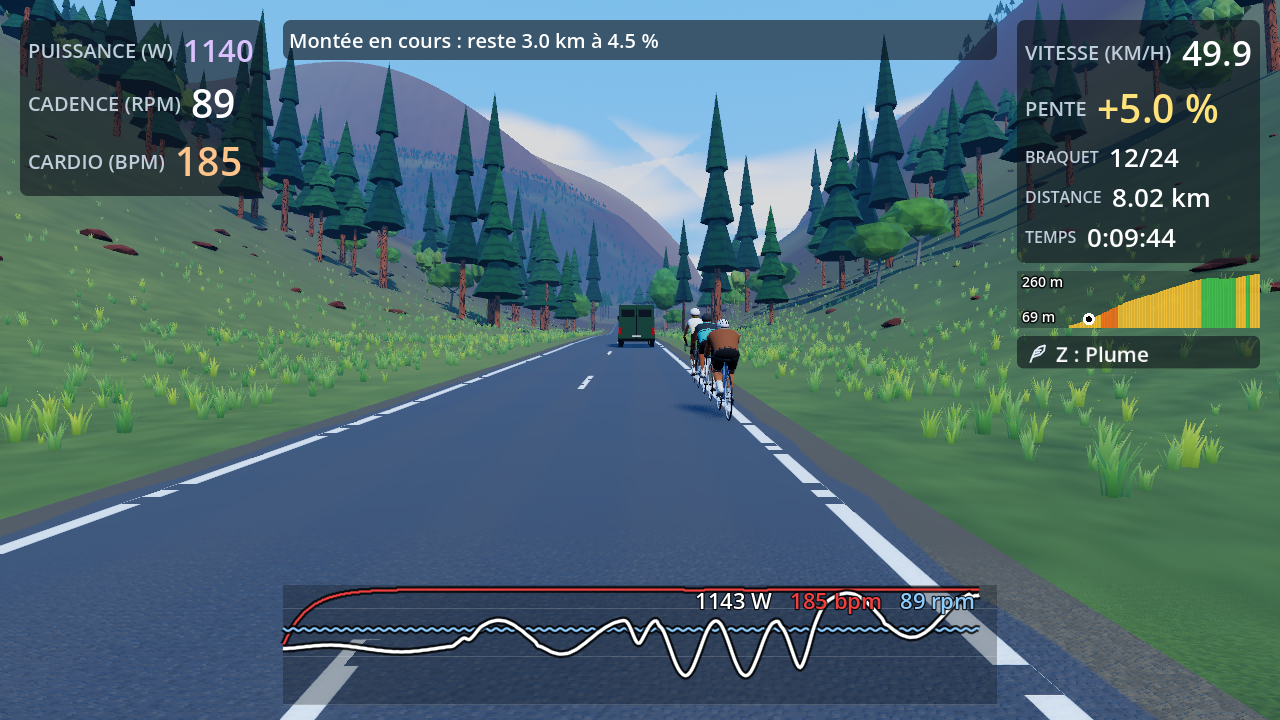 PUISSANCE (W) 1140
CADENCE (RPM) 89
CARDIO (BPM) 185
Montée en cours : reste 3.0 km à 4.5 %
VITESSE (KM/H) 49.9
PENTE +5.0 %
BRAQUET 12/24
DISTANCE 8.02 km
TEMPS 0:09:44
260 m
69 m
Z : Plume
1143 W 185 bpm 89 rpm